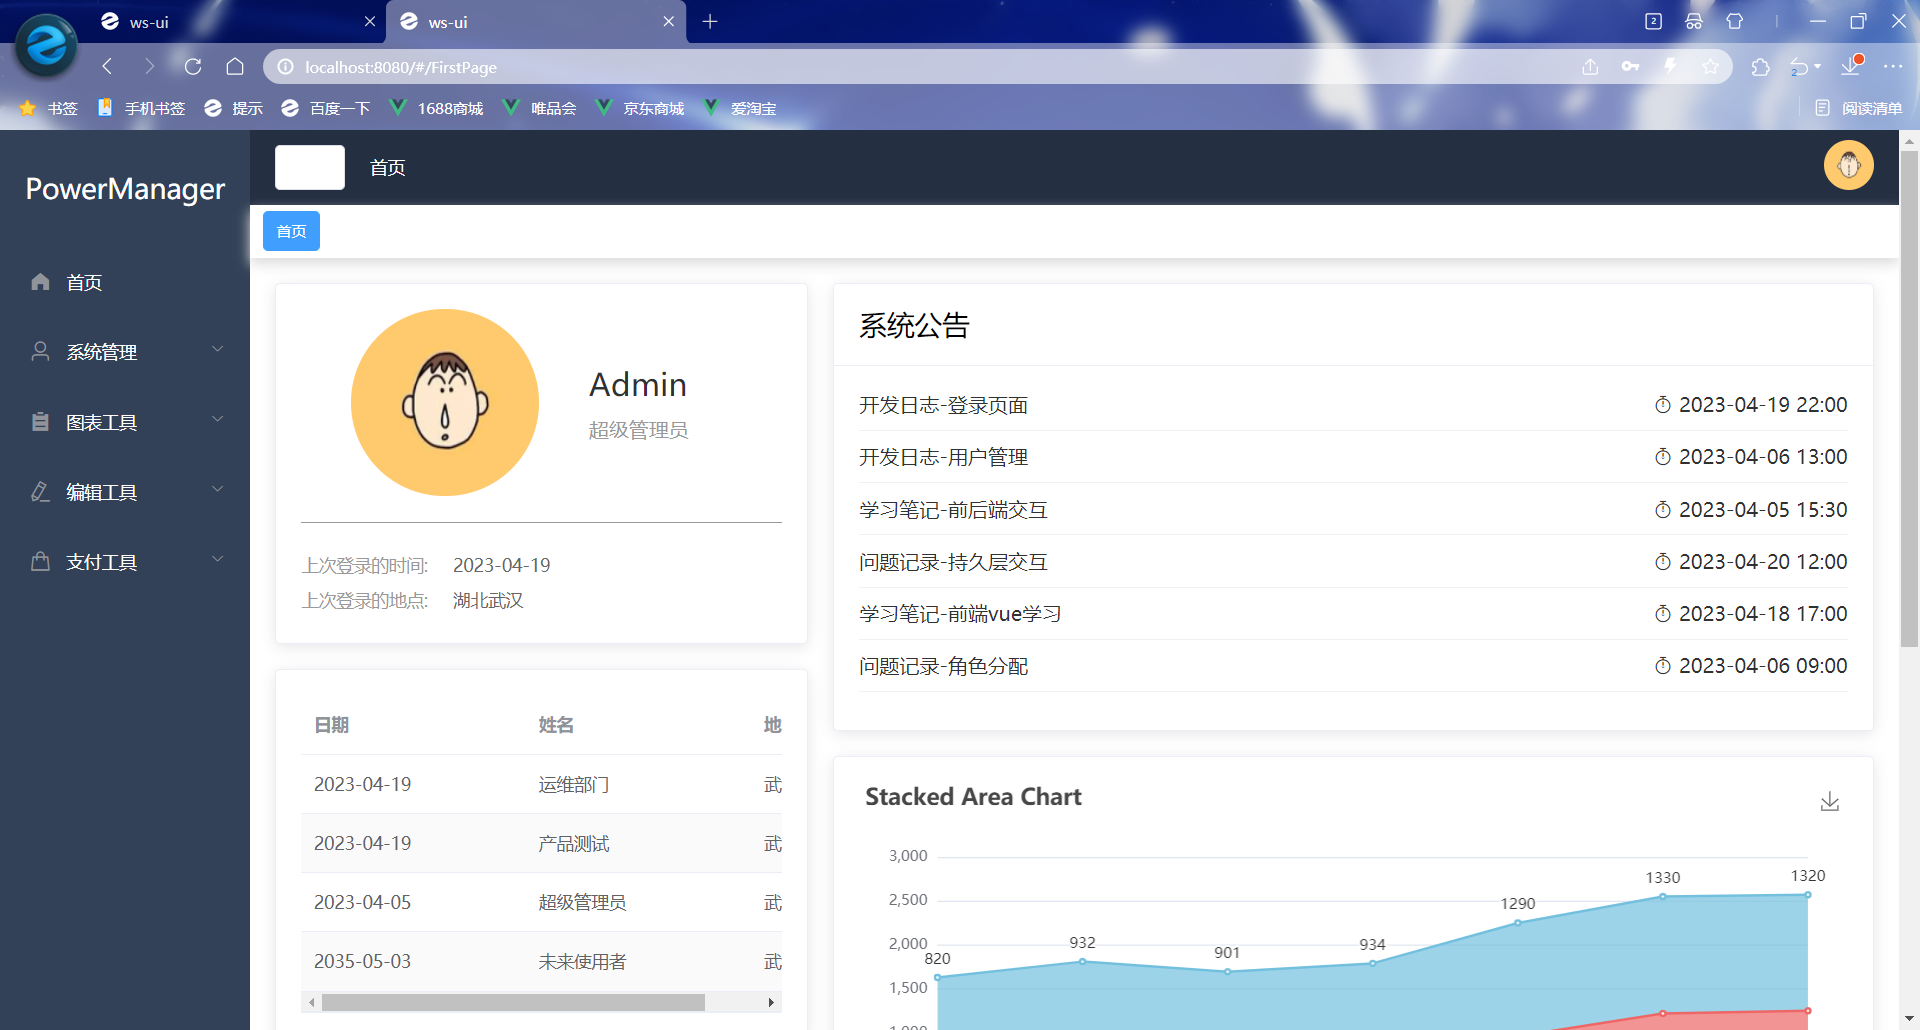 ws-ui
ws-ui
2
localhost:8080/#/FirstPage
2
书签
手机书签
提示
百度一下
1688商城
唯品会
京东商城
爱淘宝
阅读清单
PowerManager
首页
首页
首页
系统管理
图表工具
编辑工具
支付工具
Admin
超级管理员
上次登录的时间: 2023-04-19
上次登录的地点: 湖北武汉
日期 姓名 地
2023-04-19 运维部门 武
2023-04-19 产品测试 武
2023-04-05 超级管理员 武
2035-05-03 未来使用者 武
系统公告
开发日志-登录页面 2023-04-19 22:00
开发日志-用户管理 2023-04-06 13:00
学习笔记-前后端交互 2023-04-05 15:30
问题记录-持久层交互 2023-04-20 12:00
学习笔记-前端vue学习 2023-04-18 17:00
问题记录-角色分配 2023-04-06 09:00
Stacked Area Chart
3,000
2,500
2,000
1,500
1,000
820
932
901
934
1290
1330
1320